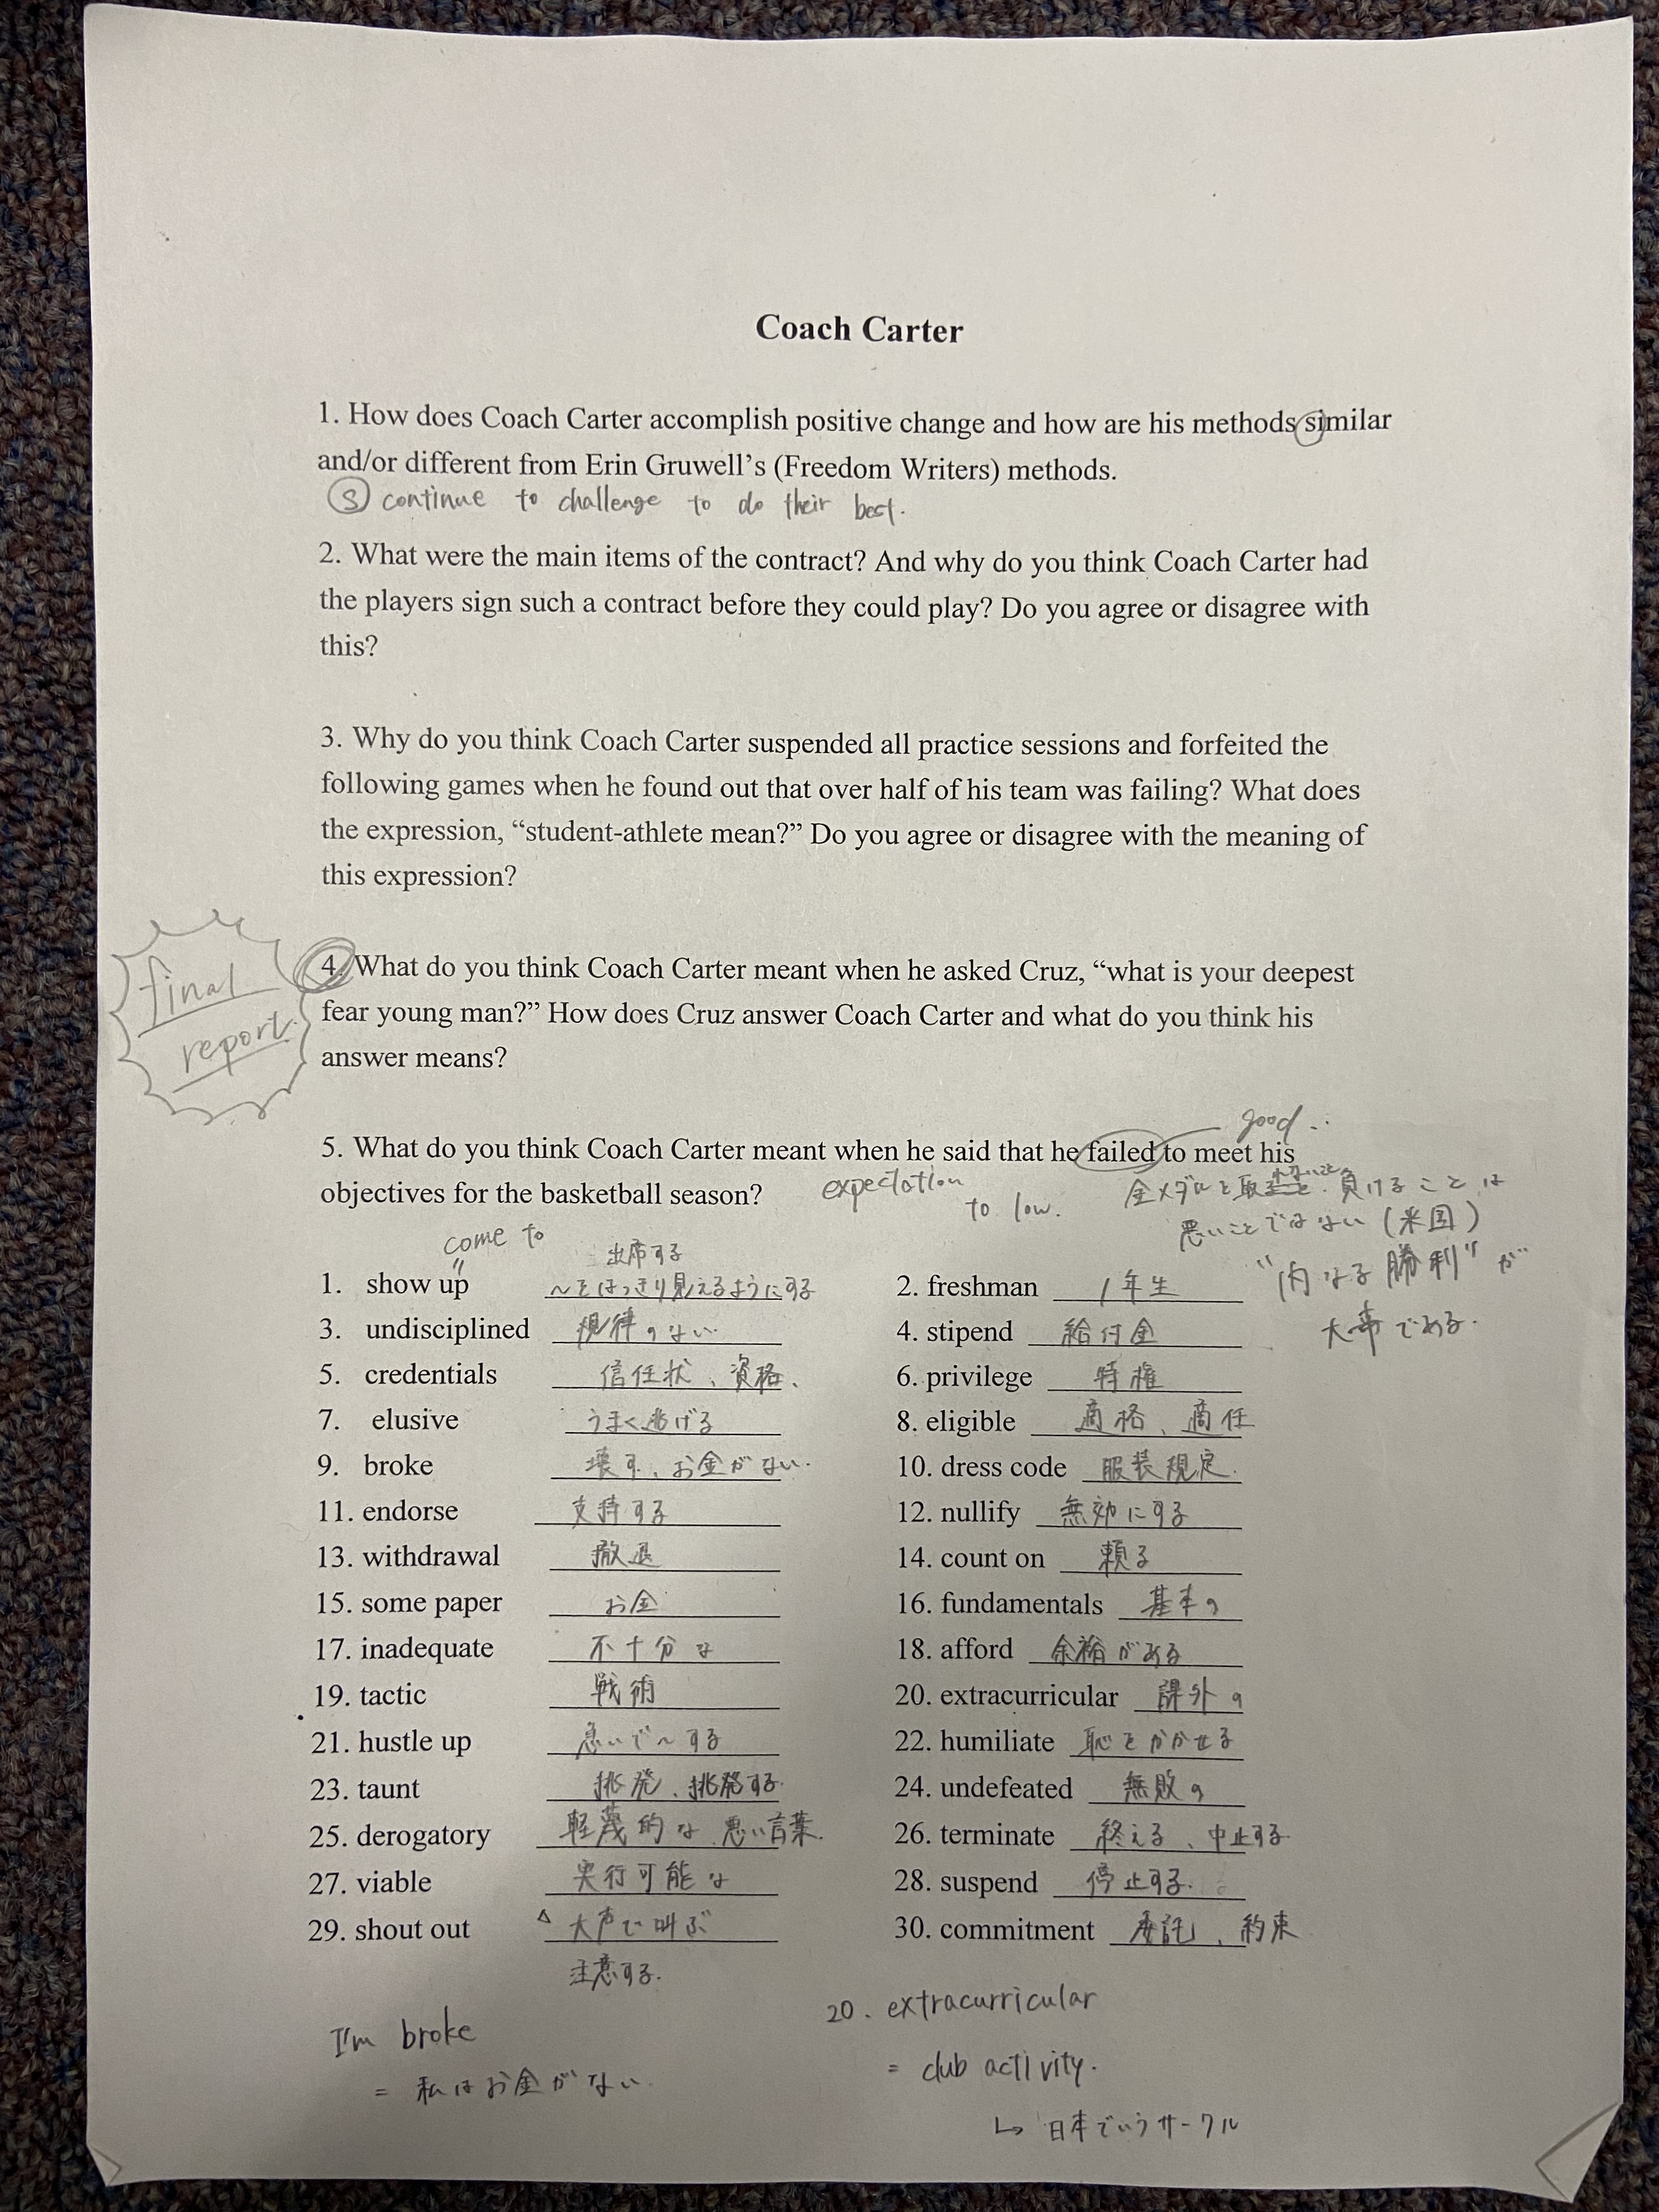 Coach Carter
1. How does Coach Carter accomplish positive change and how are his methods similar
and/or different from Erin Gruwell's (Freedom Writers) methods.
Ⓢ continue to challenge to do their best.
2. What were the main items of the contract? And why do you think Coach Carter had
the players sign such a contract before they could play? Do you agree or disagree with
this?
3. Why do you think Coach Carter suspended all practice sessions and forfeited the
following games when he found out that over half of his team was failing? What does
the expression, “student-athlete mean?” Do you agree or disagree with the meaning of
this expression?
final
report.
4. What do you think Coach Carter meant when he asked Cruz, “what is your deepest
fear young man?” How does Cruz answer Coach Carter and what do you think his
answer means?
good..
5. What do you think Coach Carter meant when he said that he failed to meet his
objectives for the basketball season?
expectation
to low.
金メダルを取 負けることは
悪いことではない (米国)
"内なる勝利" が
大事である.
come to
"
出席する
1. show up ～をはっきり見えるようにする 2. freshman 1年生
3. undisciplined 規律のない. 4. stipend 給付金
5. credentials 信任状、資格、 6. privilege 特権
7. elusive うまく逃げる 8. eligible 適格、適任
9. broke 壊す、お金がない. 10. dress code 服装規定.
11. endorse 支持する 12. nullify 無効にする
13. withdrawal 撤退 14. count on 頼る
15. some paper お金 16. fundamentals 基本の
17. inadequate 不十分な 18. afford 余裕がある
19. tactic 戦術 20. extracurricular 課外の
21. hustle up 急いで～する 22. humiliate 恥をかかせる
23. taunt 挑発、挑発する. 24. undefeated 無敗の
25. derogatory 軽蔑的な 悪い言葉. 26. terminate 終える、中止する
27. viable 実行可能な 28. suspend 停止する.
29. shout out △ 大声で叫ぶ 30. commitment 委託、約束
注意する.
I'm broke
= 私はお金がない.
20. extracurricular
= club activity.
↳ 日本でいうサークル